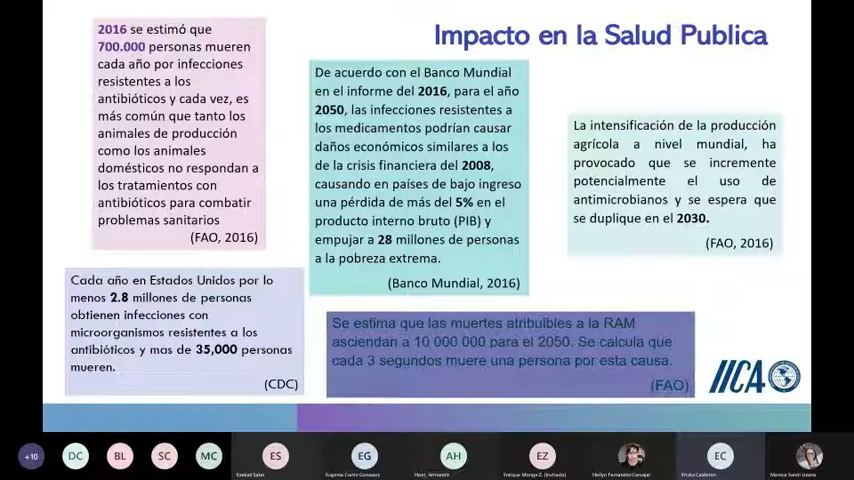 Impacto en la Salud Publica
2016 se estimó que
700.000 personas mueren
cada año por infecciones
resistentes a los
antibióticos y cada vez, es
más común que tanto los
animales de producción
como los animales
domésticos no respondan a
los tratamientos con
antibióticos para combatir
problemas sanitarios
(FAO, 2016)
De acuerdo con el Banco Mundial
en el informe del 2016, para el año
2050, las infecciones resistentes a
los medicamentos podrían causar
daños económicos similares a los
de la crisis financiera del 2008,
causando en países de bajo ingreso
una pérdida de más del 5% en el
producto interno bruto (PIB) y
empujar a 28 millones de personas
a la pobreza extrema.
(Banco Mundial, 2016)
La intensificación de la producción
agrícola a nivel mundial, ha
provocado que se incremente
potencialmente el uso de
antimicrobianos y se espera que
se duplique en el 2030.
(FAO, 2016)
Cada año en Estados Unidos por lo
menos 2.8 millones de personas
obtienen infecciones con
microorganismos resistentes a los
antibióticos y mas de 35,000 personas
mueren.
(CDC)
Se estima que las muertes atribuibles a la RAM
asciendan a 10 000 000 para el 2050. Se calcula que
cada 3 segundos muere una persona por esta causa.
(FAO)
IICA
+10 DC BL SC MC ES EG AH EZ EC